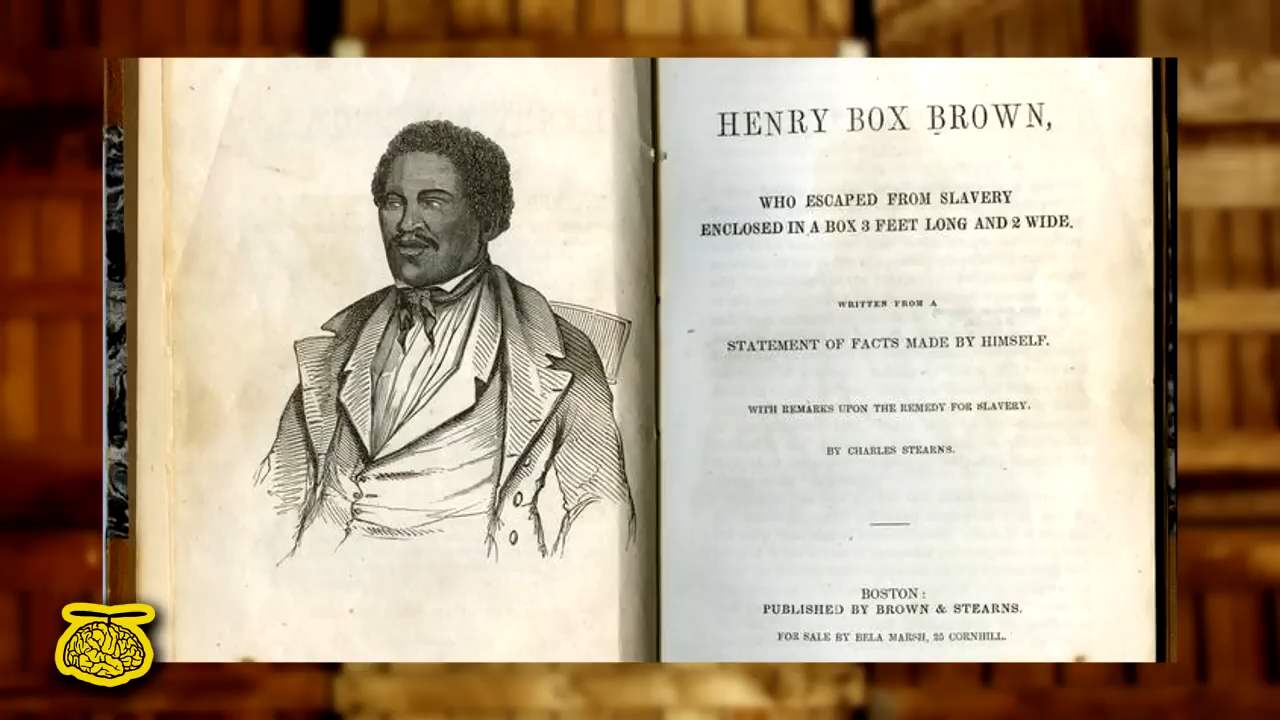 HENRY BOX BROWN,
WHO ESCAPED FROM SLAVERY
ENCLOSED IN A BOX 3 FEET LONG AND 2 WIDE.
WRITTEN FROM A
STATEMENT OF FACTS MADE BY HIMSELF.
WITH REMARKS UPON THE REMEDY FOR SLAVERY.
BY CHARLES STEARNS.
BOSTON:
PUBLISHED BY BROWN & STEARNS.
FOR SALE BY BELA MARSH, 25 CORNHILL.